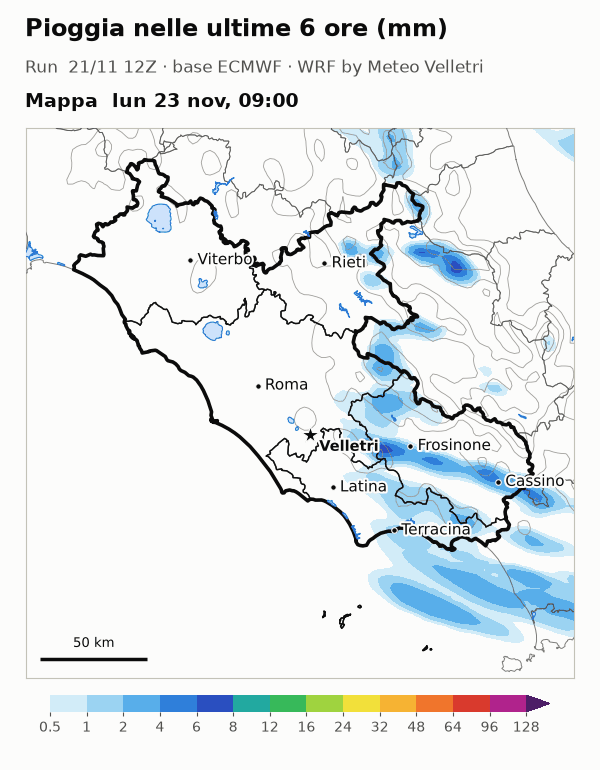 Pioggia nelle ultime 6 ore (mm)
Run  21/11 12Z · base ECMWF · WRF by Meteo Velletri
Mappa  lun 23 nov, 09:00
Viterbo
Rieti
Roma
Velletri
Frosinone
Latina
Cassino
Terracina
50 km
0.5 1 2 4 6 8 12 16 24 32 48 64 96 128